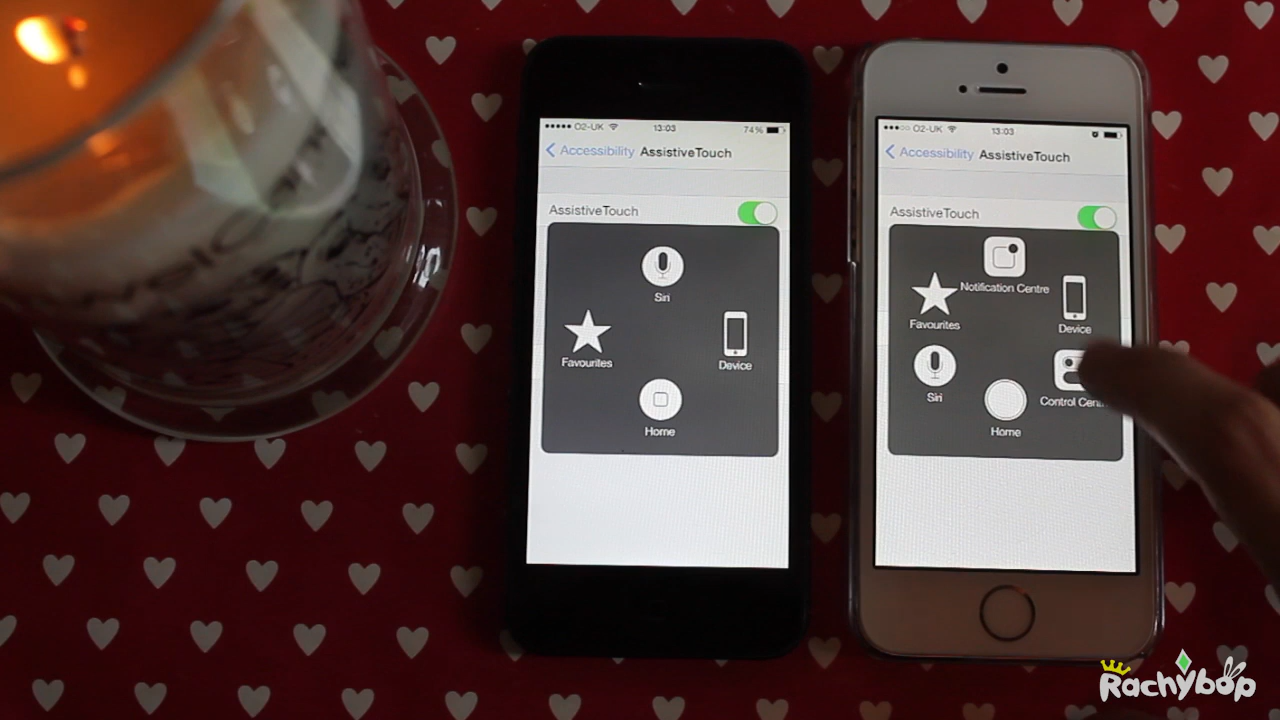 O2-UK 13:03 74%
Accessibility AssistiveTouch
AssistiveTouch
Siri
Favourites
Device
Home
O2-UK 13:03
Accessibility AssistiveTouch
AssistiveTouch
Notification Centre
Favourites
Device
Siri
Home
Rachybop